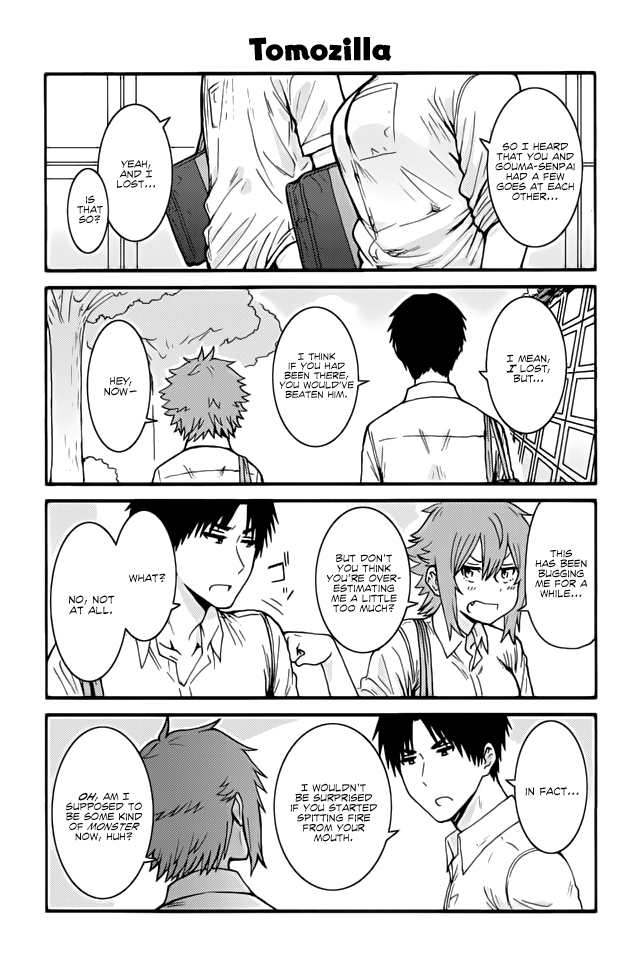 Tomozilla
SO I HEARD
THAT YOU AND
GOUMA-SENPAI
HAD A FEW
GOES AT EACH
OTHER...
YEAH,
AND I
LOST...
IS
THAT
SO?
I MEAN,
I LOST,
BUT...
I THINK
IF YOU HAD
BEEN THERE,
YOU WOULD'VE
BEATEN HIM.
HEY,
NOW—
THIS
HAS BEEN
BUGGING
ME FOR A
WHILE...
BUT DON'T
YOU THINK
YOU'RE OVER-
ESTIMATING
ME A LITTLE
TOO MUCH?
WHAT?
NO, NOT
AT ALL.
IN FACT...
I WOULDN'T
BE SURPRISED
IF YOU STARTED
SPITTING FIRE
FROM YOUR
MOUTH.
OH, AM I
SUPPOSED TO
BE SOME KIND
OF MONSTER
NOW, HUH?